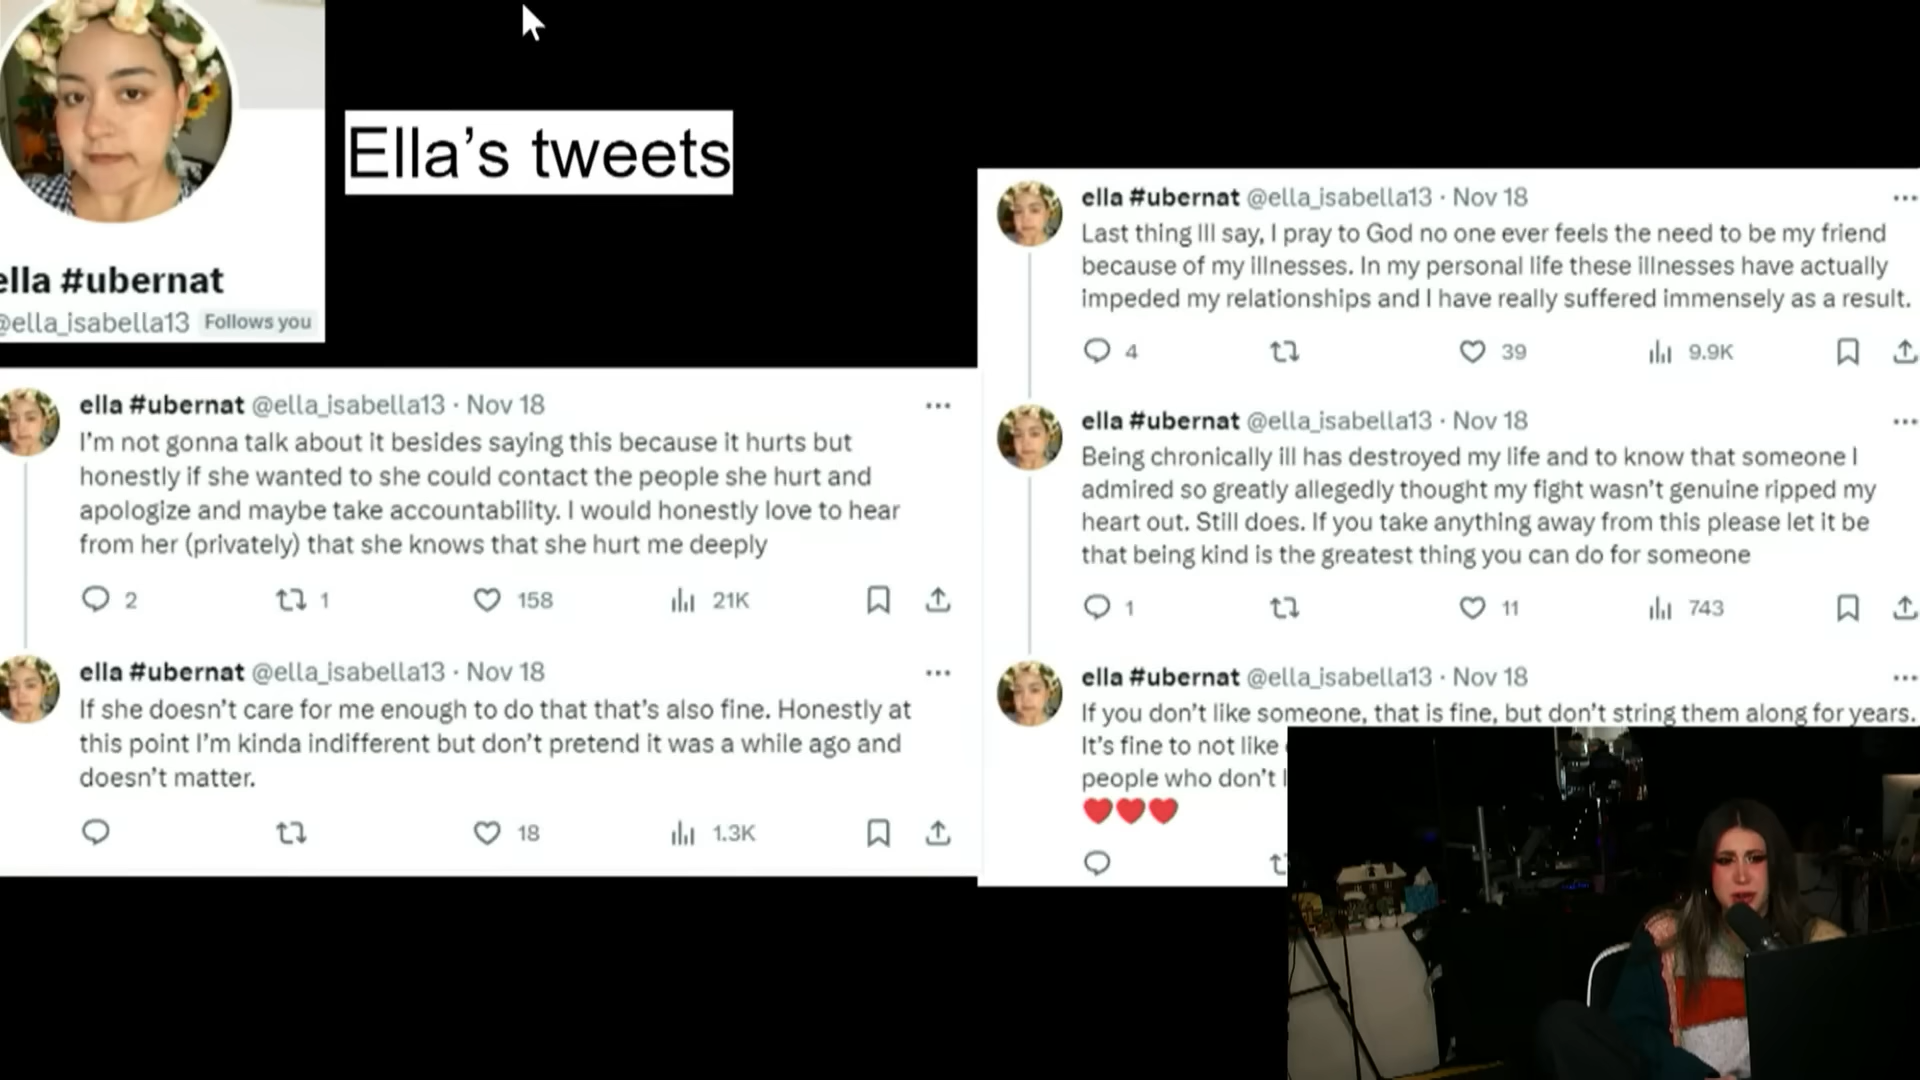 Ella's tweets
ella #ubernat
@ella_isabella13 Follows you
ella #ubernat @ella_isabella13 · Nov 18
I'm not gonna talk about it besides saying this because it hurts but
honestly if she wanted to she could contact the people she hurt and
apologize and maybe take accountability. I would honestly love to hear
from her (privately) that she knows that she hurt me deeply
2 1 158 21K
ella #ubernat @ella_isabella13 · Nov 18
If she doesn't care for me enough to do that that's also fine. Honestly at
this point I'm kinda indifferent but don't pretend it was a while ago and
doesn't matter.
18 1.3K
ella #ubernat @ella_isabella13 · Nov 18
Last thing Ill say, I pray to God no one ever feels the need to be my friend
because of my illnesses. In my personal life these illnesses have actually
impeded my relationships and I have really suffered immensely as a result.
4 39 9.9K
ella #ubernat @ella_isabella13 · Nov 18
Being chronically ill has destroyed my life and to know that someone I
admired so greatly allegedly thought my fight wasn't genuine ripped my
heart out. Still does. If you take anything away from this please let it be
that being kind is the greatest thing you can do for someone
1 11 743
ella #ubernat @ella_isabella13 · Nov 18
If you don't like someone, that is fine, but don't string them along for years.
It's fine to not like
people who don't